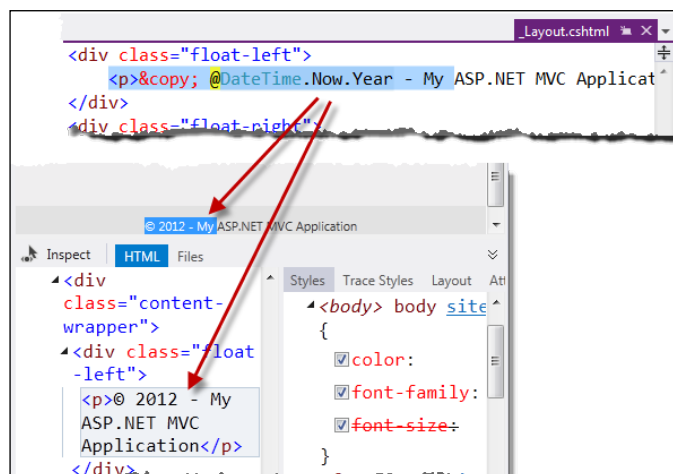 _Layout.cshtml
<div class="float-left">
<p>&copy; @DateTime.Now.Year - My ASP.NET MVC Applicat
</div>
<div class="float-right">
© 2012 - My ASP.NET MVC Application
Inspect HTML Files
<div
class="content-
wrapper">
<div class="float
-left">
<p>© 2012 - My
ASP.NET MVC
Application</p>
</div>
Styles Trace Styles Layout Att
<body> body site
{
color:
font-family:
font-size:
}